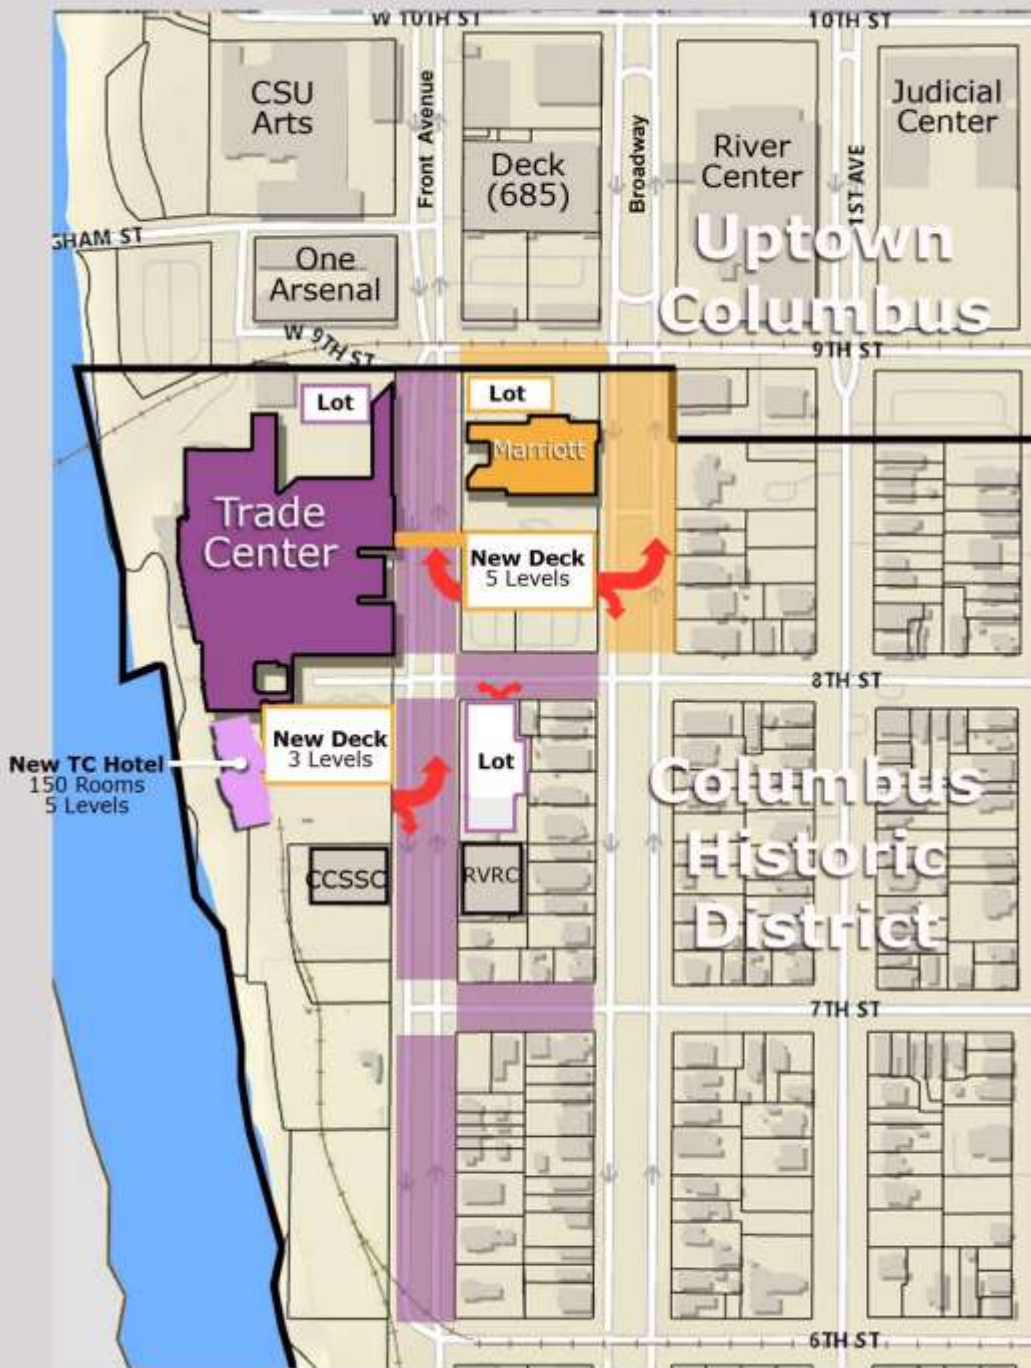 W 10TH ST
10TH ST
CSU
Arts
Front Avenue
Deck
(685)
Broadway
River
Center
1ST AVE
Judicial
Center
GHAM ST
One
Arsenal
Uptown
Columbus
W 9TH ST
9TH ST
Lot
Lot
Marriott
Trade
Center
New Deck
5 Levels
8TH ST
New TC Hotel
150 Rooms
5 Levels
New Deck
3 Levels
Lot
Columbus
Historic
District
CCSSC
RVRC
7TH ST
6TH ST